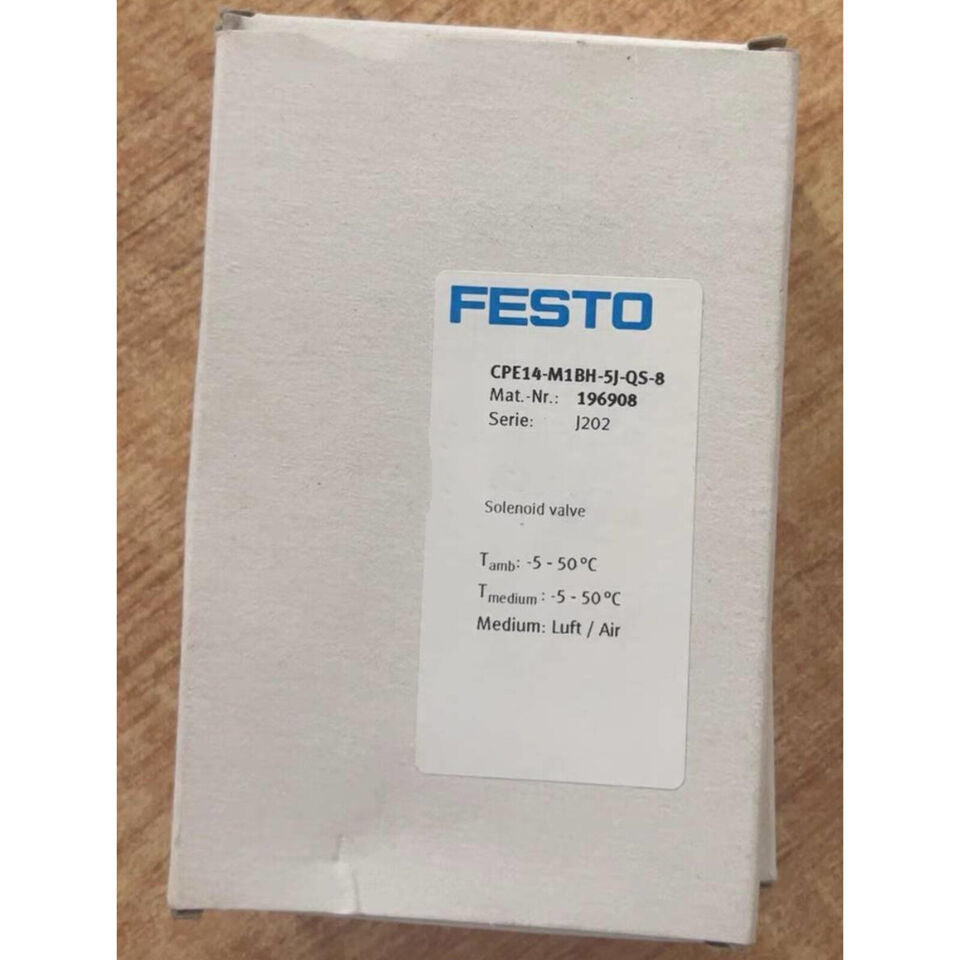 FESTO
CPE14-M1BH-5J-QS-8
Mat.-Nr.: 196908
Serie: J202
Solenoid valve
Tamb: -5 - 50°C
Tmedium: -5 - 50°C
Medium: Luft / Air